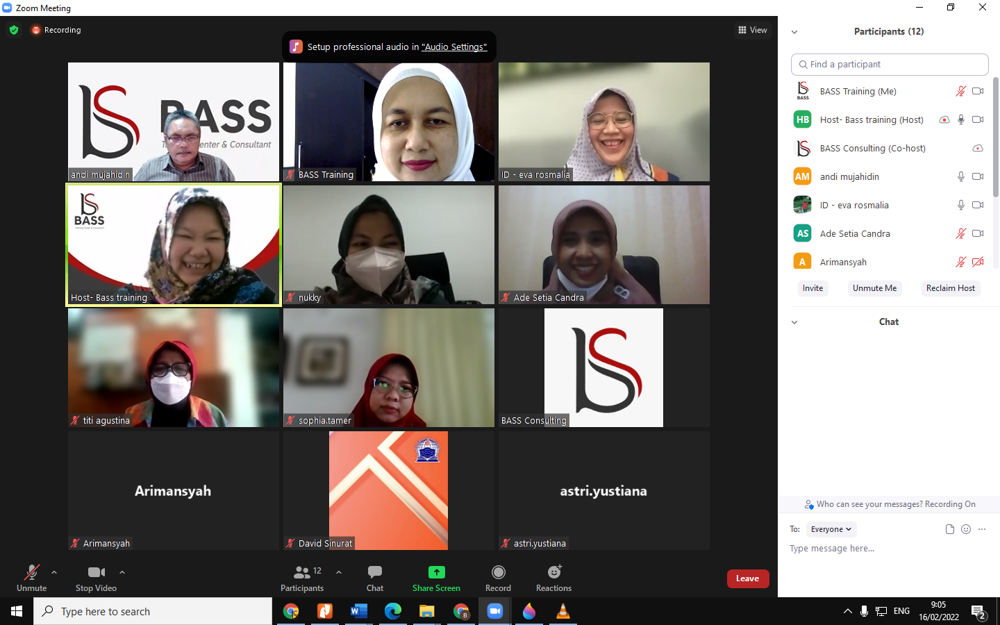 Zoom Meeting
Recording
View
Setup professional audio in "Audio Settings"
BASS
& Consultant
andi mujahidin
BASS Training
ID - eva rosmalia
BASS
Host- Bass training
nukky
Ade Setia Candra
titi agustina
sophia.tamer
BASS Consulting
Arimansyah
astri.yustiana
Arimansyah
David Sinurat
astri.yustiana
Unmute
Stop Video
Participants
12
Chat
Share Screen
Record
Reactions
Leave
Participants (12)
Find a participant
BASS
BASS Training (Me)
HB
Host- Bass training (Host)
BASS Consulting (Co-host)
AM
andi mujahidin
ID - eva rosmalia
AS
Ade Setia Candra
A
Arimansyah
Invite
Unmute Me
Reclaim Host
Chat
Who can see your messages? Recording On
To:
Everyone
Type message here...
Type here to search
B
ENG
9:05
16/02/2022
2